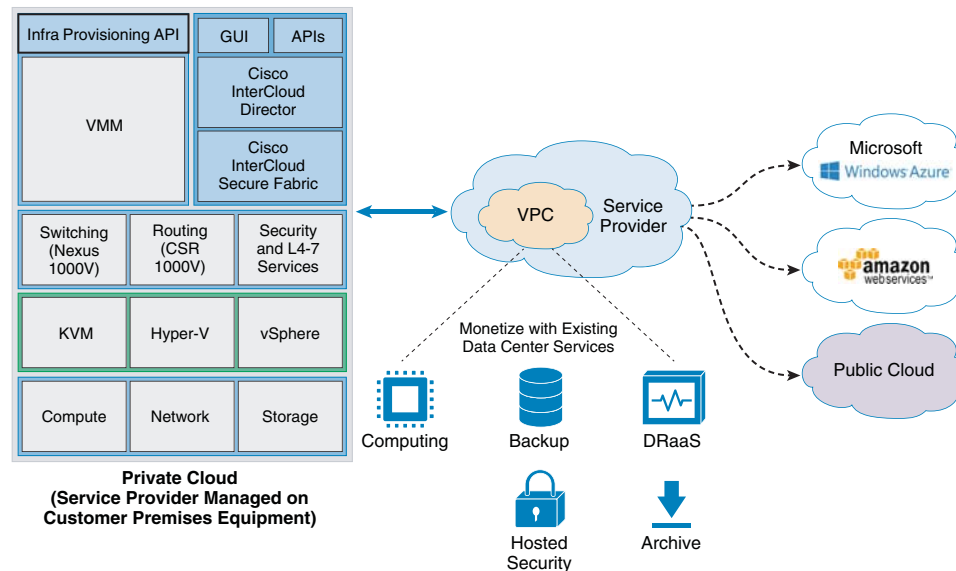 Infra Provisioning API
GUI
APIs
VMM
Cisco
InterCloud
Director
Cisco
InterCloud
Secure Fabric
Switching
(Nexus
1000V)
Routing
(CSR
1000V)
Security
and L4-7
Services
KVM
Hyper-V
vSphere
Compute
Network
Storage
Private Cloud
(Service Provider Managed on
Customer Premises Equipment)
VPC
Service
Provider
Monetize with Existing
Data Center Services
Computing
Backup
DRaaS
Hosted
Security
Archive
Microsoft
Windows Azure
amazon
webservices™
Public Cloud